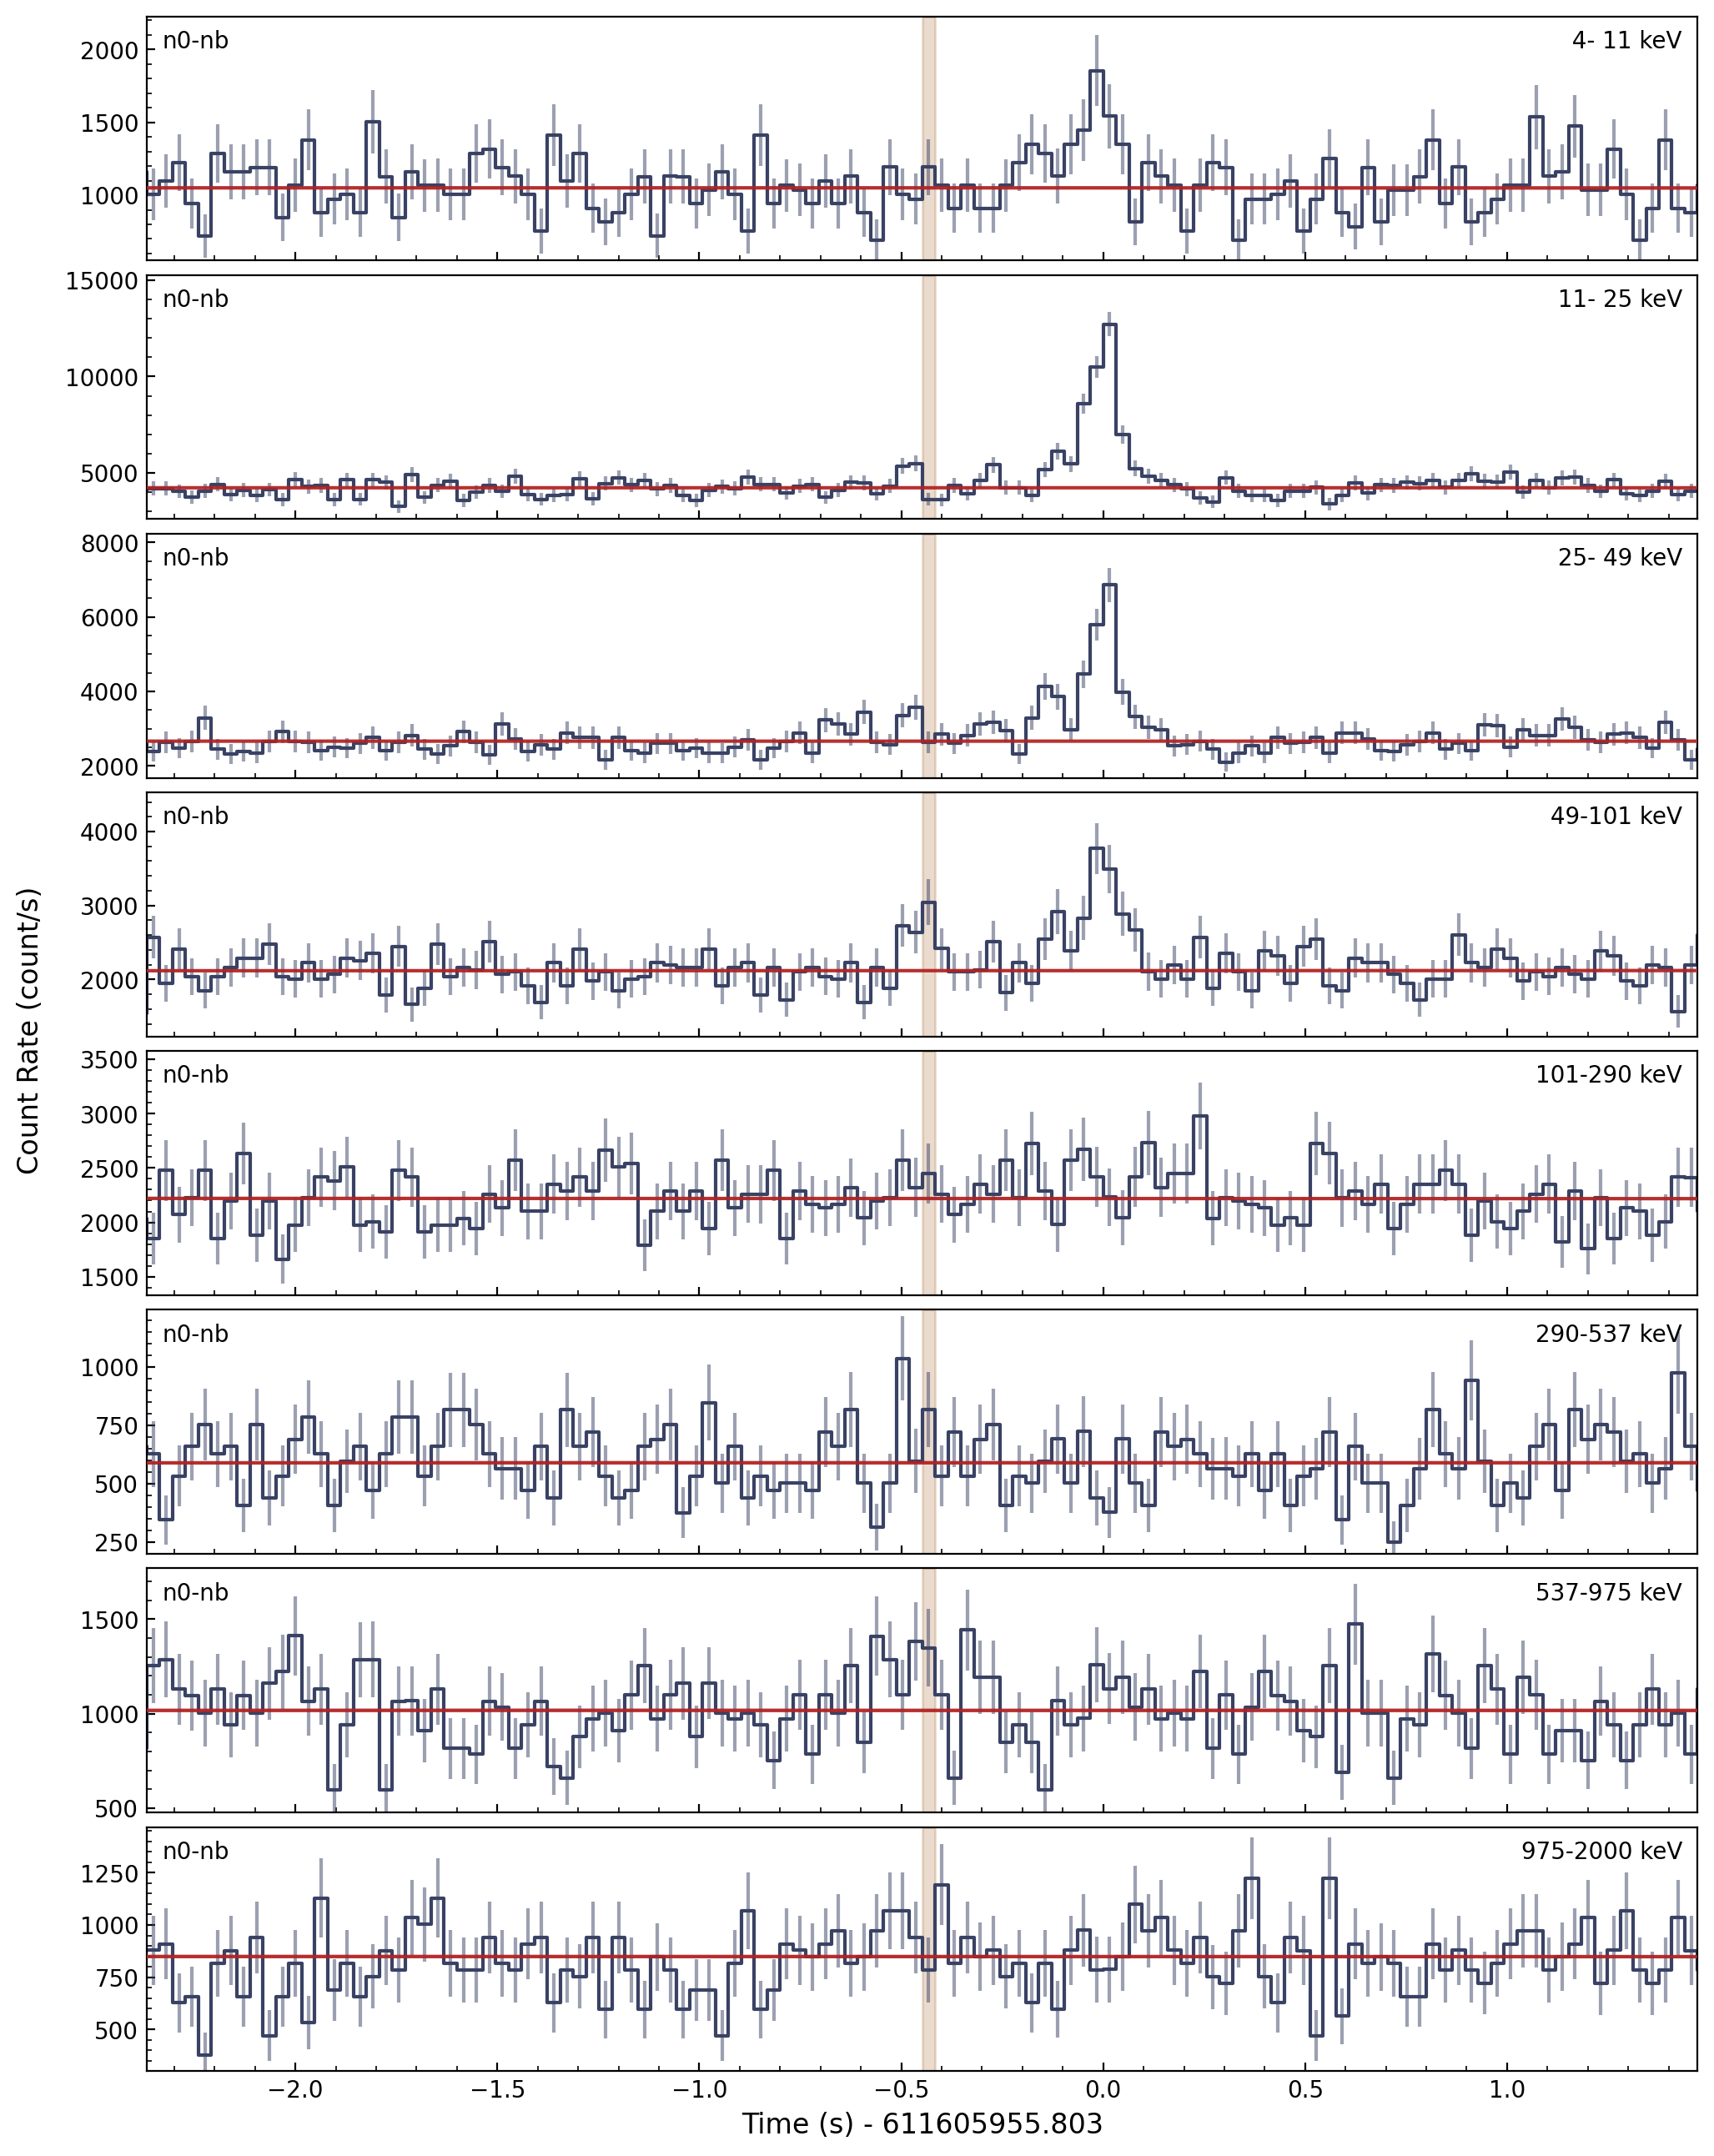 n0-nb 4- 11 keV
2000
1500
1000
n0-nb 11- 25 keV
15000
10000
5000
n0-nb 25- 49 keV
8000
6000
4000
2000
n0-nb 49-101 keV
4000
3000
2000
n0-nb 101-290 keV
3500
3000
2500
2000
1500
n0-nb 290-537 keV
1000
750
500
250
n0-nb 537-975 keV
1500
1000
500
n0-nb 975-2000 keV
1250
1000
750
500
Count Rate (count/s)
−2.0 −1.5 −1.0 −0.5 0.0 0.5 1.0
Time (s) - 611605955.803